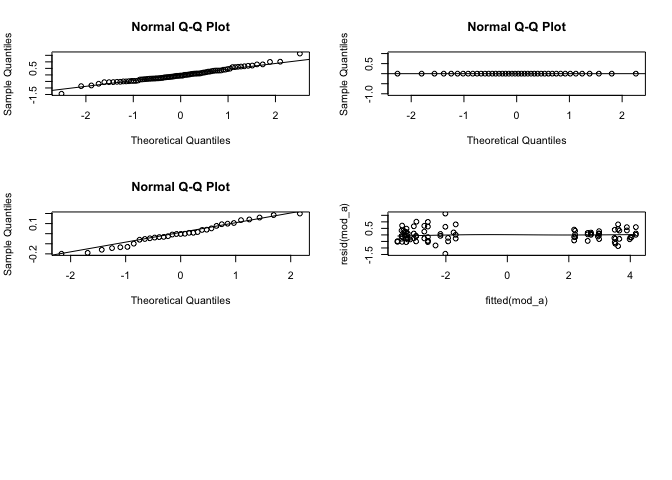 Normal Q-Q Plot
Sample Quantiles
0.5
-1.5
-2 -1 0 1 2
Theoretical Quantiles
Normal Q-Q Plot
Sample Quantiles
0.5
-1.0
-2 -1 0 1 2
Theoretical Quantiles
Normal Q-Q Plot
Sample Quantiles
0.1
-0.2
-2 -1 0 1 2
Theoretical Quantiles
resid(mod_a)
0.5
-1.5
-2 0 2 4
fitted(mod_a)